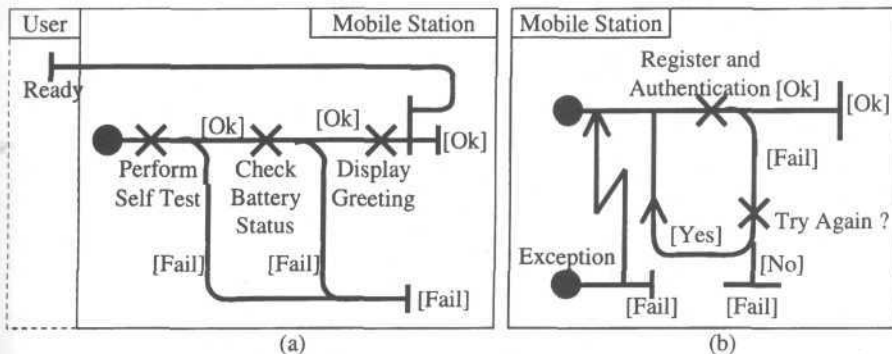 User
Mobile Station
Ready
[Ok]
[Ok]
[Ok]
Perform
Self Test
Check
Battery
Status
Display
Greeting
[Fail]
[Fail]
[Fail]
(a)
Mobile Station
Register and
Authentication
[Ok]
[Ok]
[Fail]
Try Again ?
[Yes]
[No]
Exception
[Fail]
[Fail]
(b)